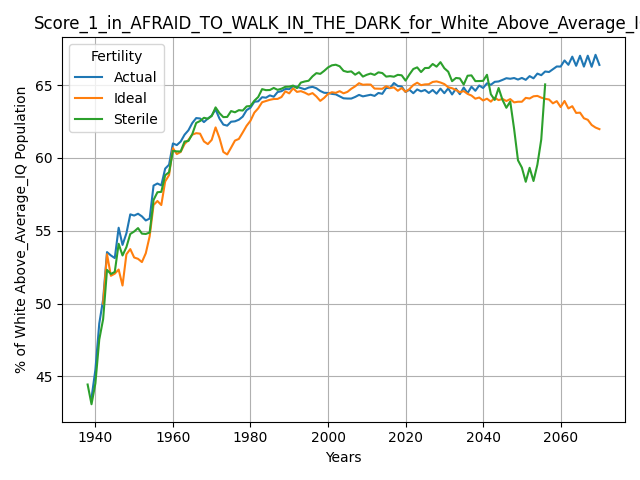 Score_1_in_AFRAID_TO_WALK_IN_THE_DARK_for_White_Above_Average_I
Fertility
Actual
Ideal
Sterile
% of White Above_Average_IQ Population
65
60
55
50
45
1940 1960 1980 2000 2020 2040 2060
Years